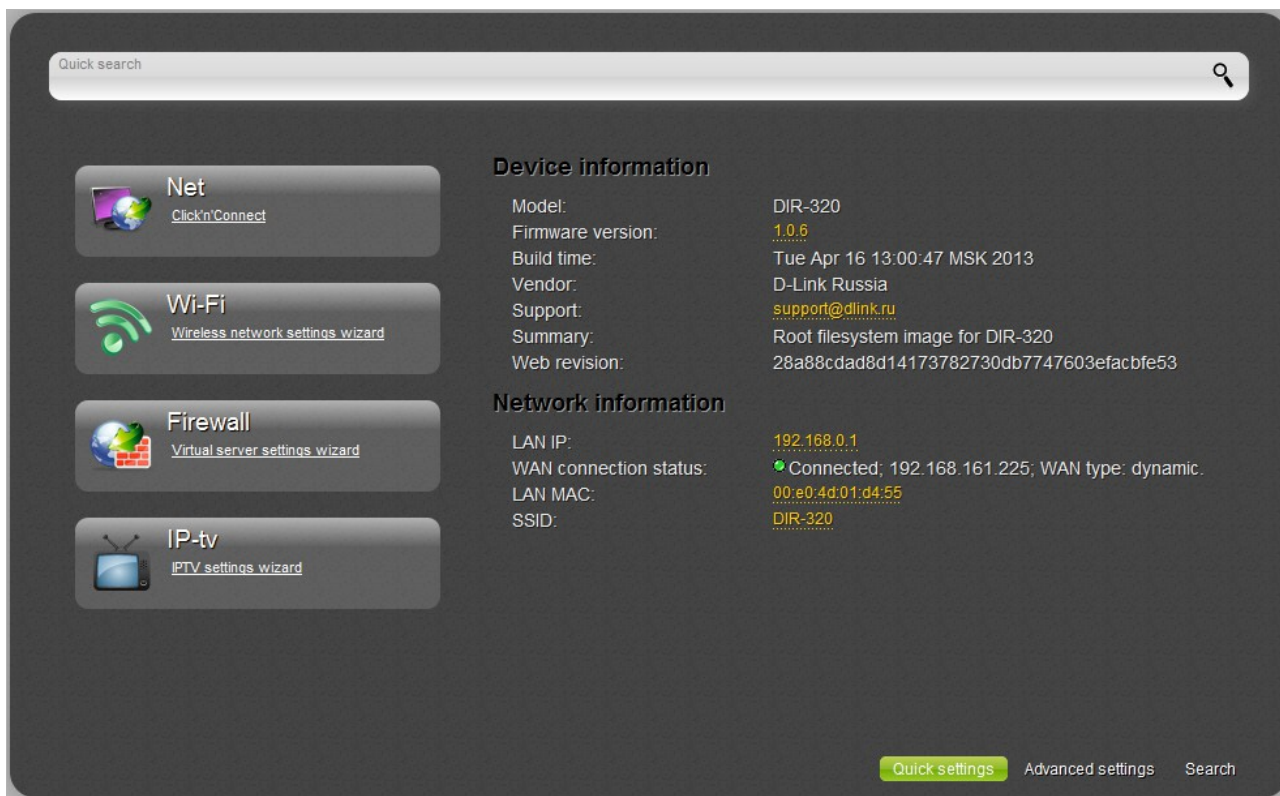 Quick search
Net
Click'n'Connect
Wi-Fi
Wireless network settings wizard
Firewall
Virtual server settings wizard
IP-tv
IPTV settings wizard
Device information
Model: DIR-320
Firmware version: 1.0.6
Build time: Tue Apr 16 13:00:47 MSK 2013
Vendor: D-Link Russia
Support: support@dlink.ru
Summary: Root filesystem image for DIR-320
Web revision: 28a88cdad8d14173782730db7747603efacbfe53
Network information
LAN IP: 192.168.0.1
WAN connection status: Connected; 192.168.161.225; WAN type: dynamic.
LAN MAC: 00:e0:4d:01:d4:55
SSID: DIR-320
Quick settings Advanced settings Search